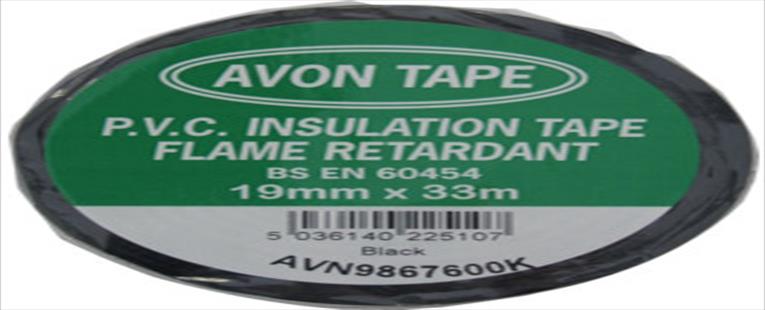 AVON TAPE
P.V.C. INSULATION TAPE
FLAME RETARDANT
BS EN 60454
19mm x 33m
5 036140 225107
Black
AVN9867600K